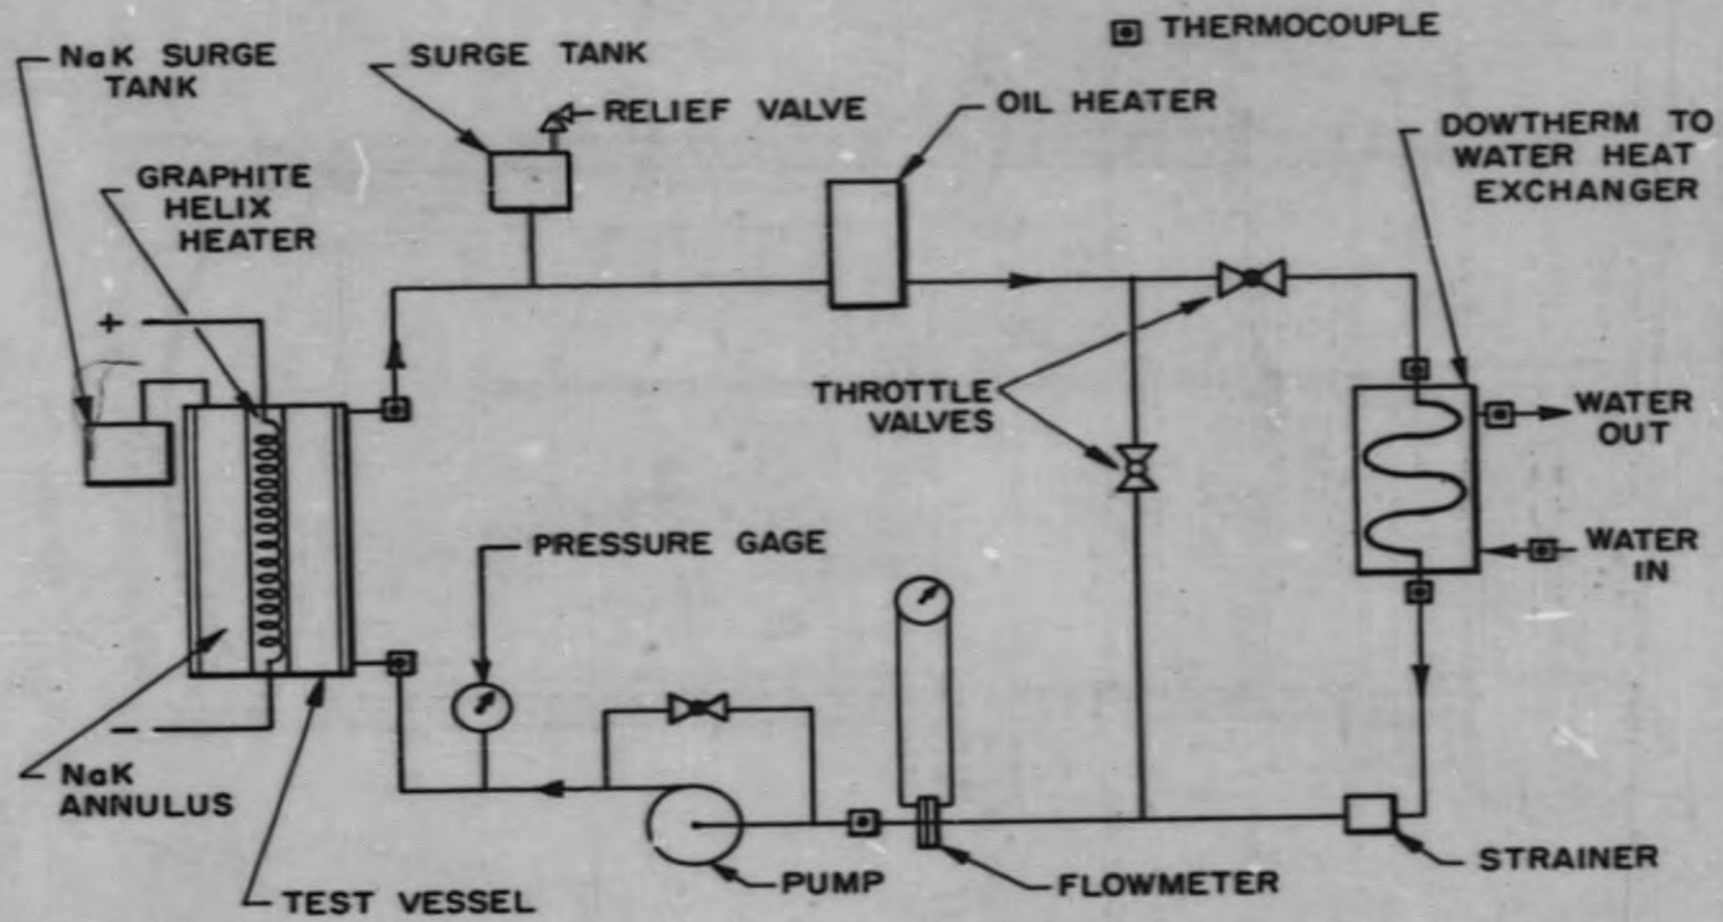 THERMOCOUPLE
NaK SURGE
TANK
SURGE TANK
RELIEF VALVE
OIL HEATER
DOWTHERM TO
WATER HEAT
EXCHANGER
GRAPHITE
HELIX
HEATER
+
THROTTLE
VALVES
WATER
OUT
PRESSURE GAGE
WATER
IN
–
NaK
ANNULUS
TEST VESSEL
PUMP
FLOWMETER
STRAINER